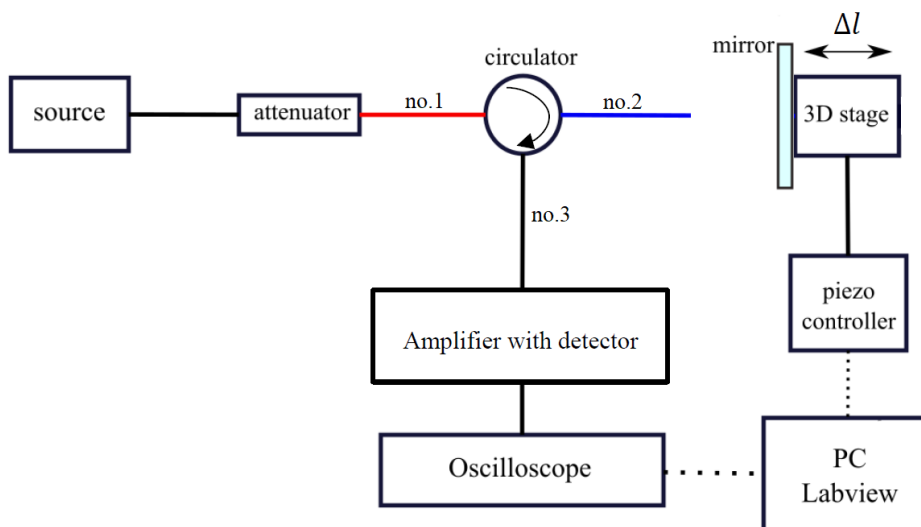 Δl
circulator
mirror
source
attenuator
no.1
no.2
3D stage
no.3
piezo
controller
Amplifier with detector
Oscilloscope
PC
Labview